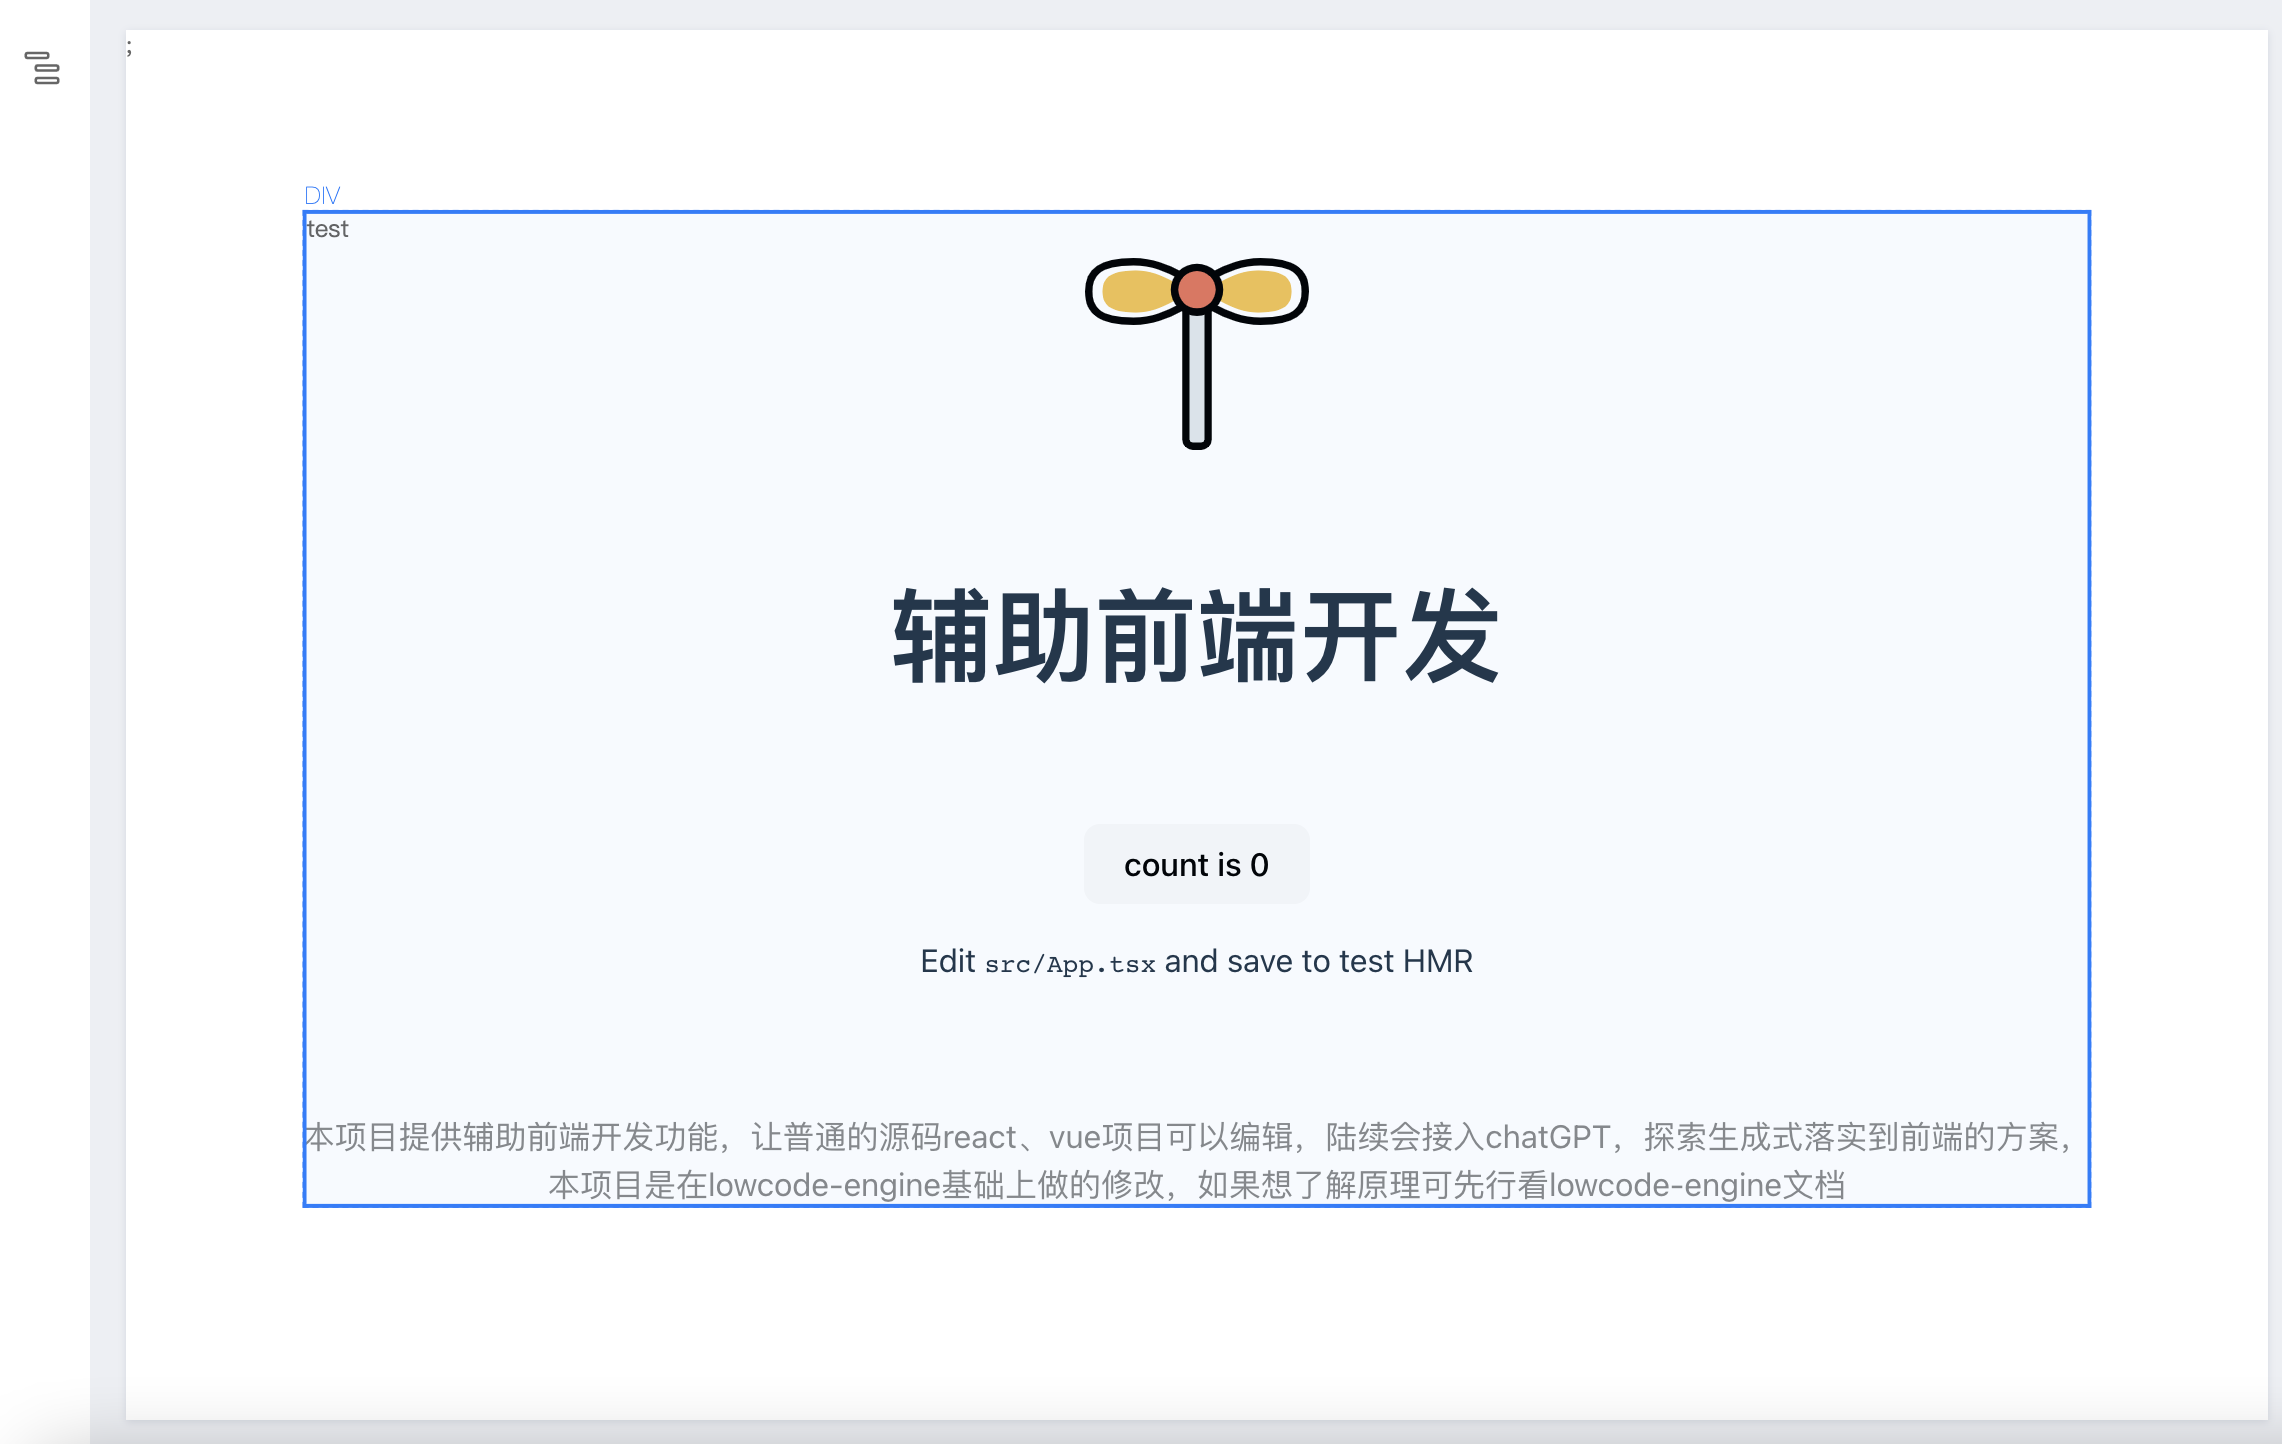 ;
DIV
test
辅助前端开发
count is 0
Edit src/App.tsx and save to test HMR
本项目提供辅助前端开发功能，让普通的源码react、vue项目可以编辑，陆续会接入chatGPT，探索生成式落实到前端的方案，
本项目是在lowcode-engine基础上做的修改，如果想了解原理可先行看lowcode-engine文档